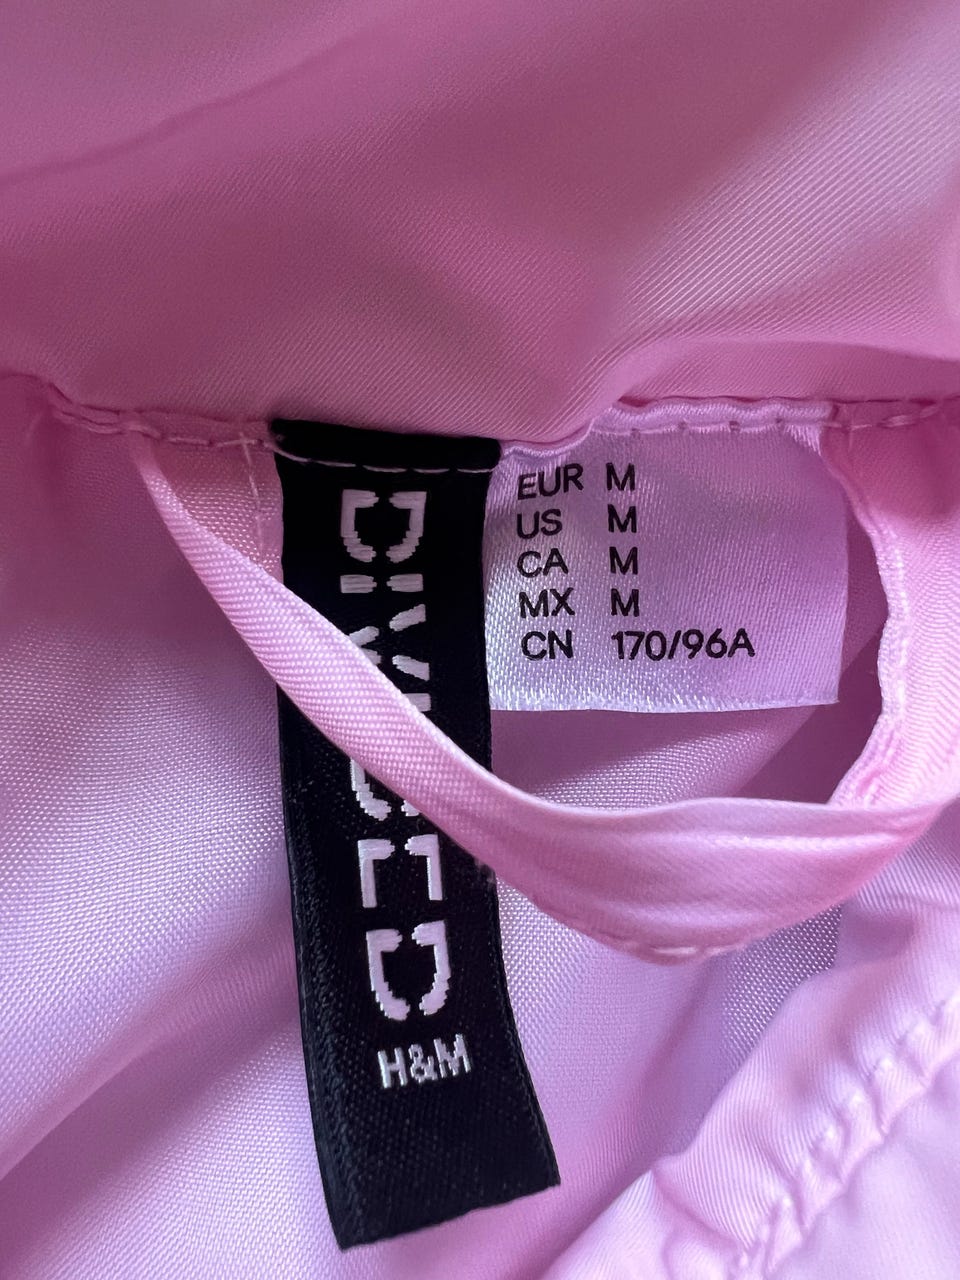 DIVIDED
H&M
EUR M
US M
CA M
MX M
CN 170/96A